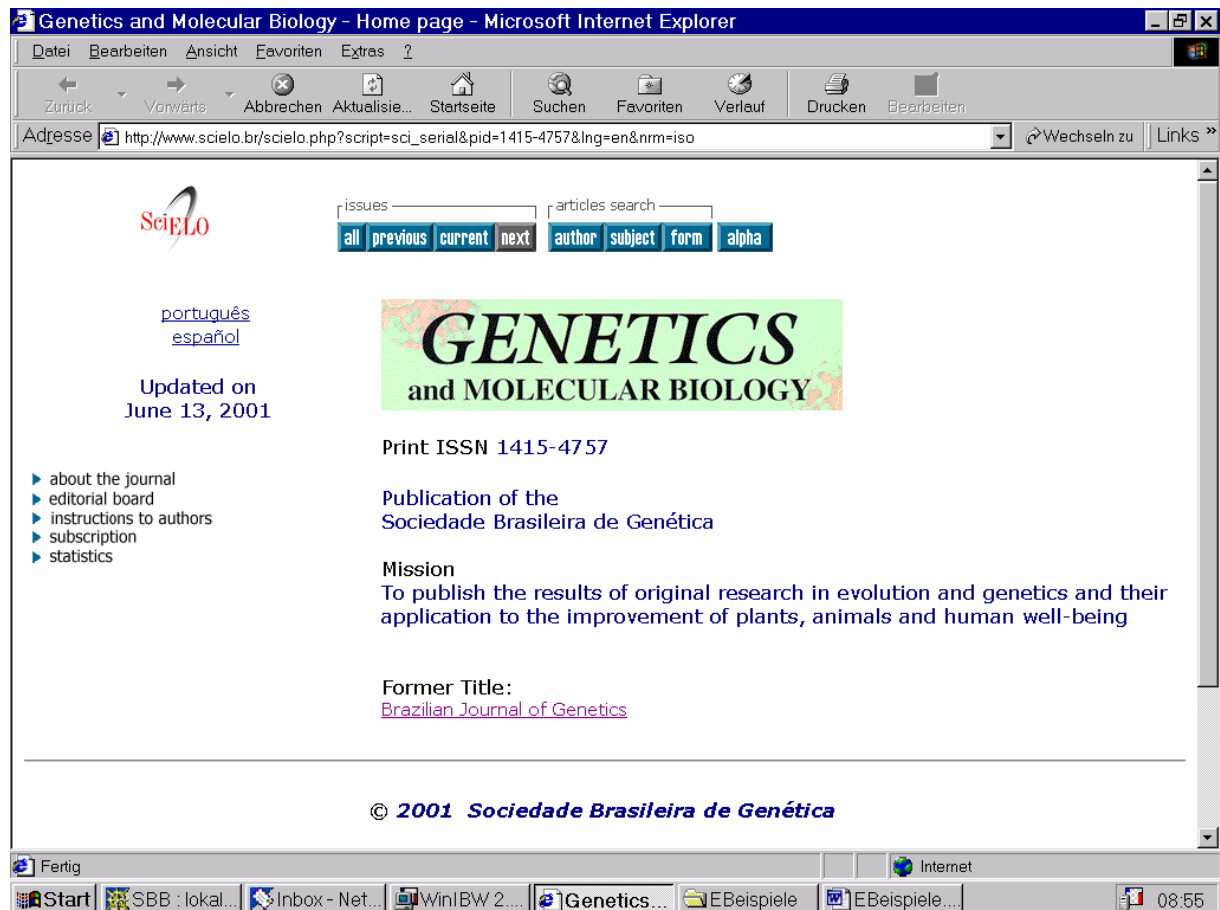 Genetics and Molecular Biology - Home page - Microsoft Internet Explorer
Datei Bearbeiten Ansicht Favoriten Extras ?
Zurück Vorwärts Abbrechen Aktualisie... Startseite Suchen Favoriten Verlauf Drucken Bearbeiten
Adresse http://www.scielo.br/scielo.php?script=sci_serial&pid=1415-4757&lng=en&nrm=iso Wechseln zu Links »
SciELO
issues articles search
all previous current next author subject form alpha
português
español
Updated on
June 13, 2001
about the journal
editorial board
instructions to authors
subscription
statistics
GENETICS
and MOLECULAR BIOLOGY
Print ISSN 1415-4757
Publication of the
Sociedade Brasileira de Genética
Mission
To publish the results of original research in evolution and genetics and their
application to the improvement of plants, animals and human well-being
Former Title:
Brazilian Journal of Genetics
© 2001 Sociedade Brasileira de Genética
Fertig Internet
Start SBB : lokal... Inbox - Net... WinIBW 2.... Genetics... EBeispiele EBeispiele.... 08:55